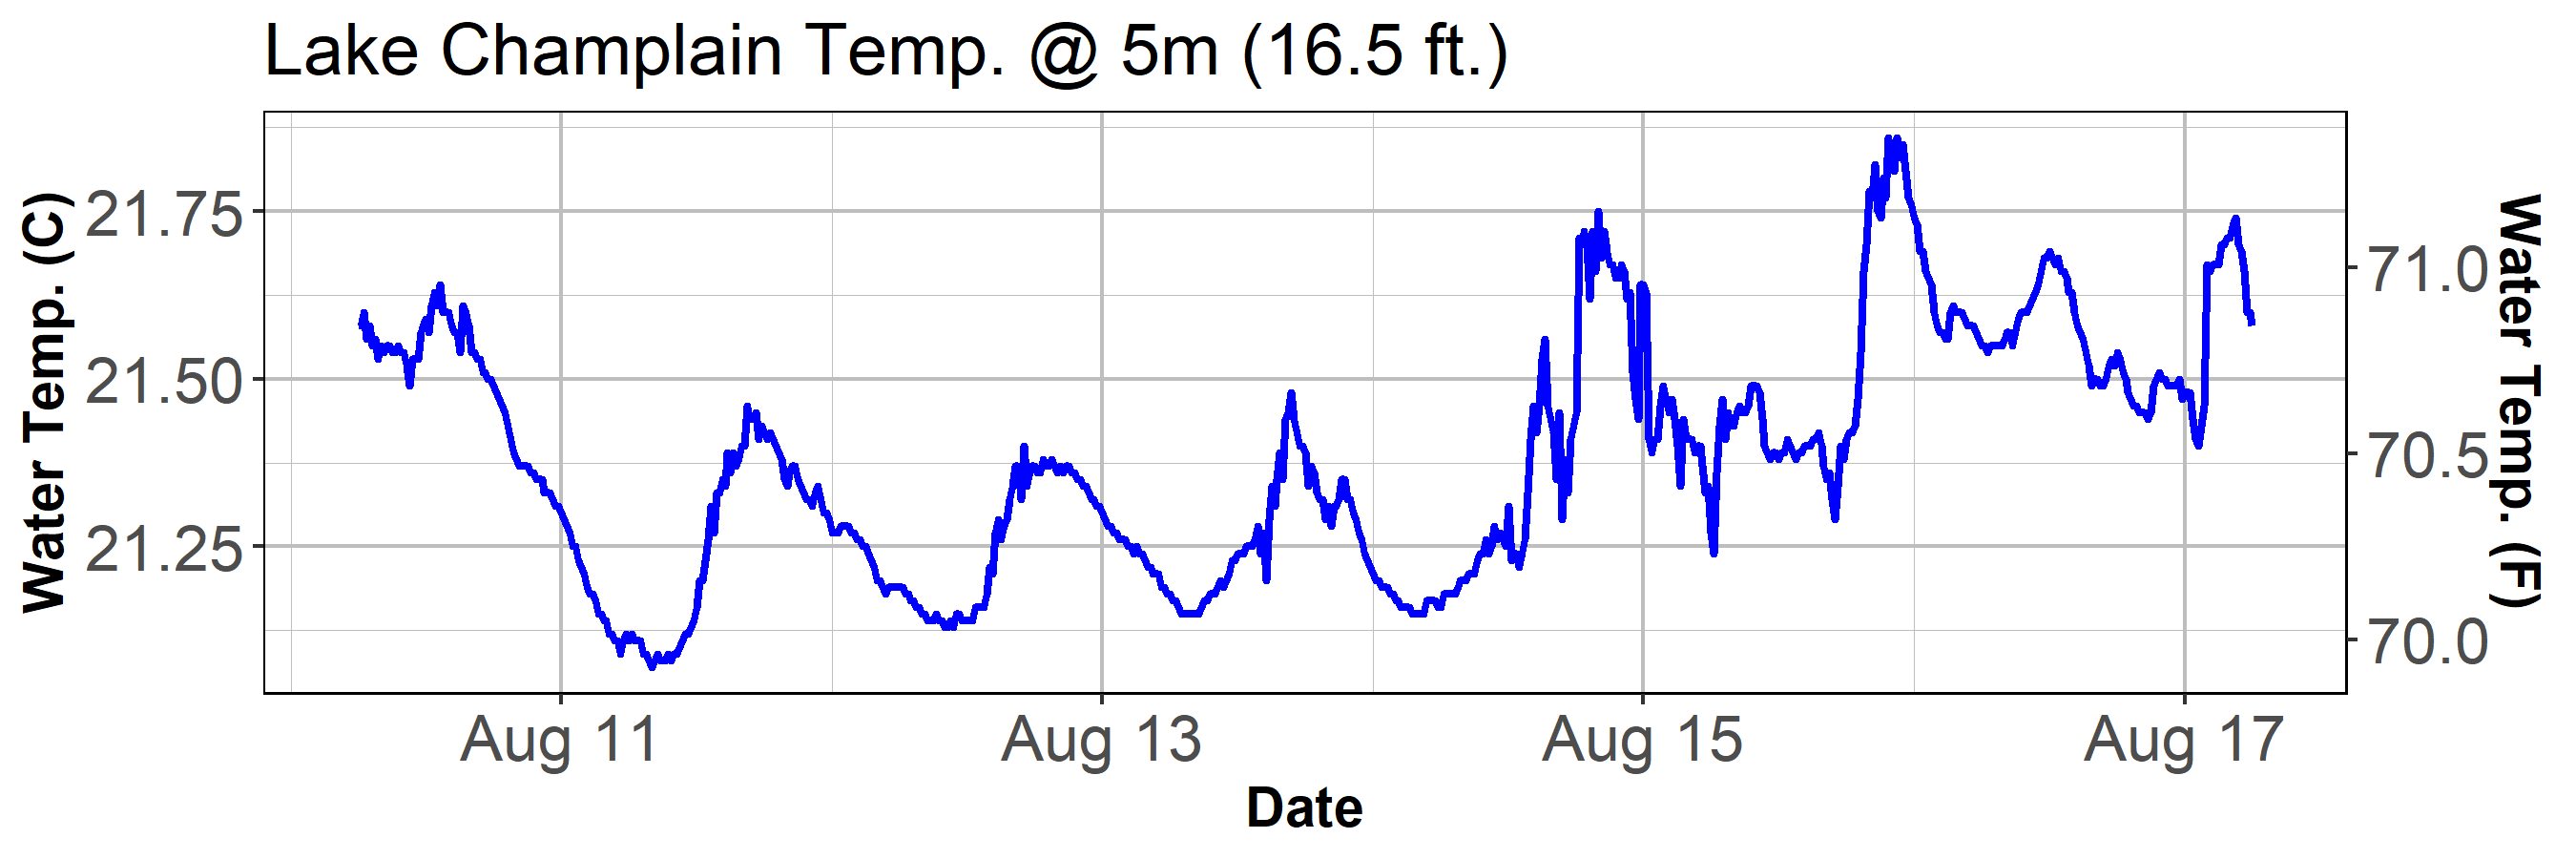 Lake Champlain Temp. @ 5m (16.5 ft.)
Water Temp. (C)
21.75
21.50
21.25
71.0
70.5
70.0
Water Temp. (F)
Aug 11 Aug 13 Aug 15 Aug 17
Date